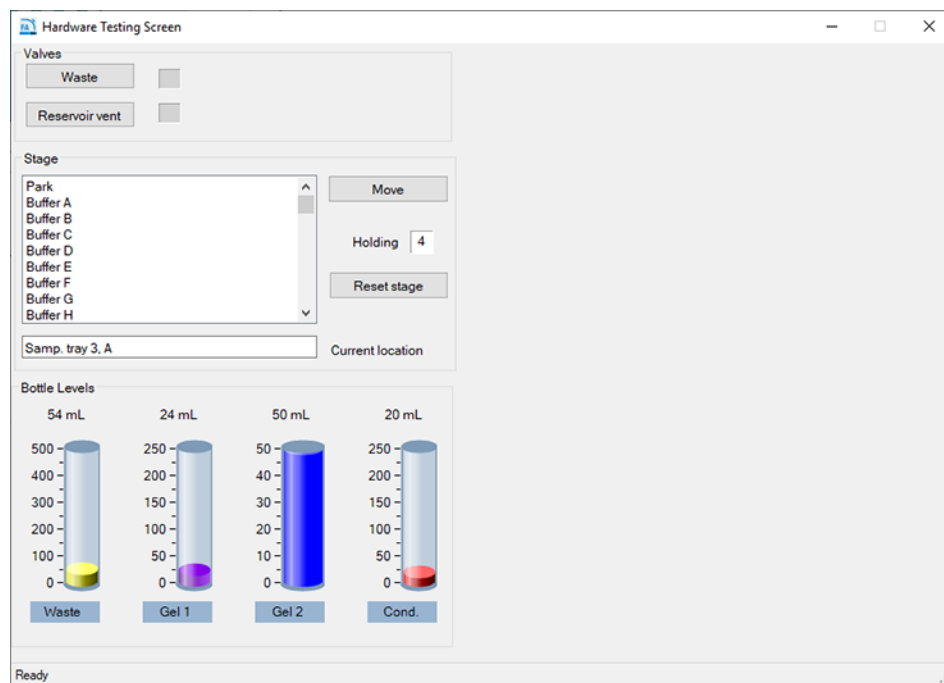 Hardware Testing Screen
Valves
Waste
Reservoir vent
Stage
Park
Buffer A
Buffer B
Buffer C
Buffer D
Buffer E
Buffer F
Buffer G
Buffer H
Move
Holding 4
Reset stage
Samp. tray 3, A
Current location
Bottle Levels
54 mL 24 mL 50 mL 20 mL
500 250 50 250
400 200 40 200
300 150 30 150
200 100 20 100
100 50 10 50
0 0 0 0
Waste Gel 1 Gel 2 Cond.
Ready